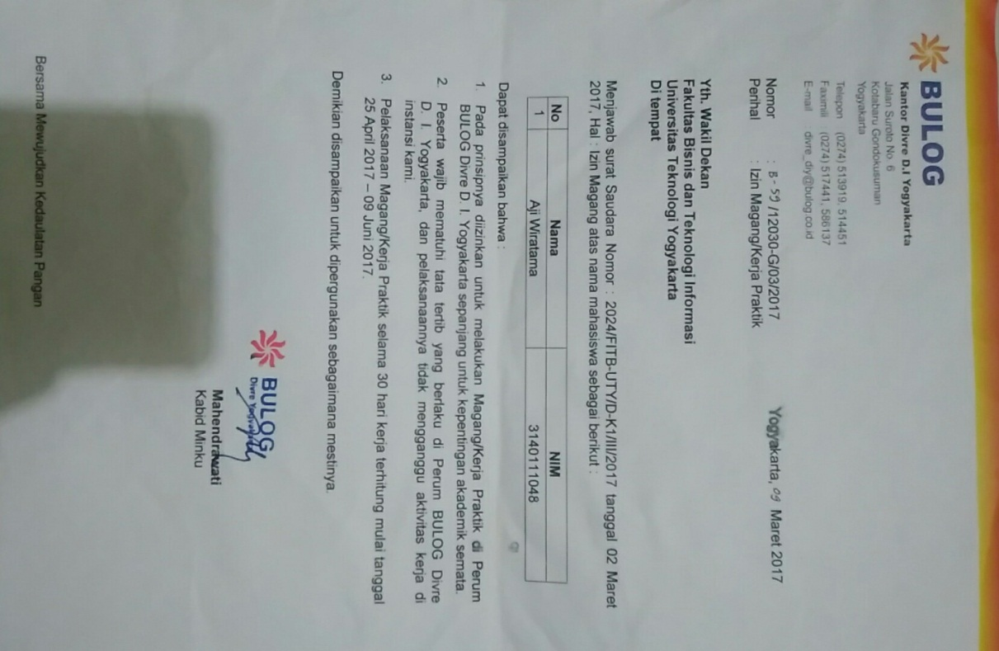 BULOG
Kantor Divre D.I Yogyakarta
Jalan Suroto No. 6
Kotabaru Gondokusuman
Yogyakarta
Telepon (0274) 513919, 514451
Faximili (0274) 517441, 586137
E-mail : divre_diy@bulog.co.id
Nomor : B-59/12030-G/03/2017
Yogyakarta, 09 Maret 2017
Perihal : Izin Magang/Kerja Praktik
Yth. Wakil Dekan
Fakultas Bisnis dan Teknologi Informasi
Universitas Teknologi Yogyakarta
Di tempat
Menjawab surat Saudara Nomor : 2024/FITB-UTY/D-K1/III/2017 tanggal 02 Maret
2017, Hal : Izin Magang atas nama mahasiswa sebagai berikut :
No Nama NIM
1 Aji Wiratama 3140111048
Dapat disampaikan bahwa :
1. Pada prinsipnya diizinkan untuk melakukan Magang/Kerja Praktik di Perum
BULOG Divre D. I. Yogyakarta sepanjang untuk kepentingan akademik semata.
2. Peserta wajib mematuhi tata tertib yang berlaku di Perum BULOG Divre
D. I. Yogyakarta, dan pelaksanaannya tidak mengganggu aktivitas kerja di
instansi kami.
3. Pelaksanaan Magang/Kerja Praktik selama 30 hari kerja terhitung mulai tanggal
25 April 2017 – 09 Juni 2017.
Demikian disampaikan untuk dipergunakan sebagaimana mestinya.
BULOG
Divre Yogyakarta
Mahendrawati
Kabid Minku
Bersama Mewujudkan Kedaulatan Pangan